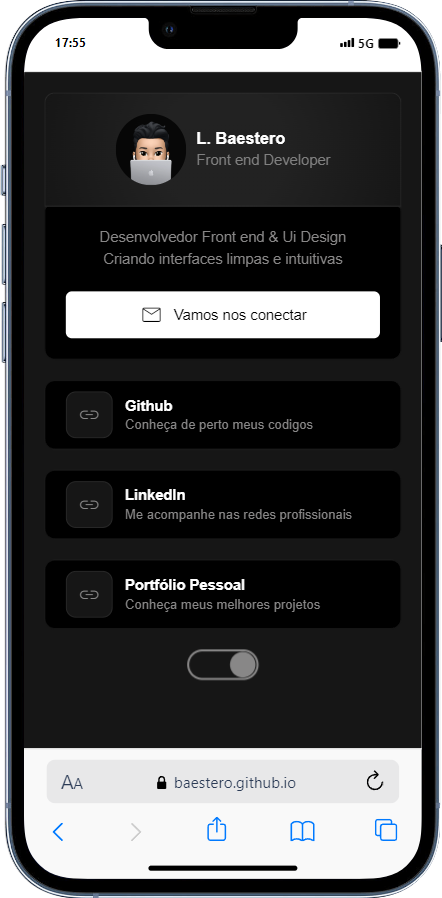 17:55
5G
L. Baestero
Front end Developer
Desenvolvedor Front end & Ui Design
Criando interfaces limpas e intuitivas
Vamos nos conectar
Github
Conheça de perto meus codigos
LinkedIn
Me acompanhe nas redes profissionais
Portfólio Pessoal
Conheça meus melhores projetos
AA
baestero.github.io